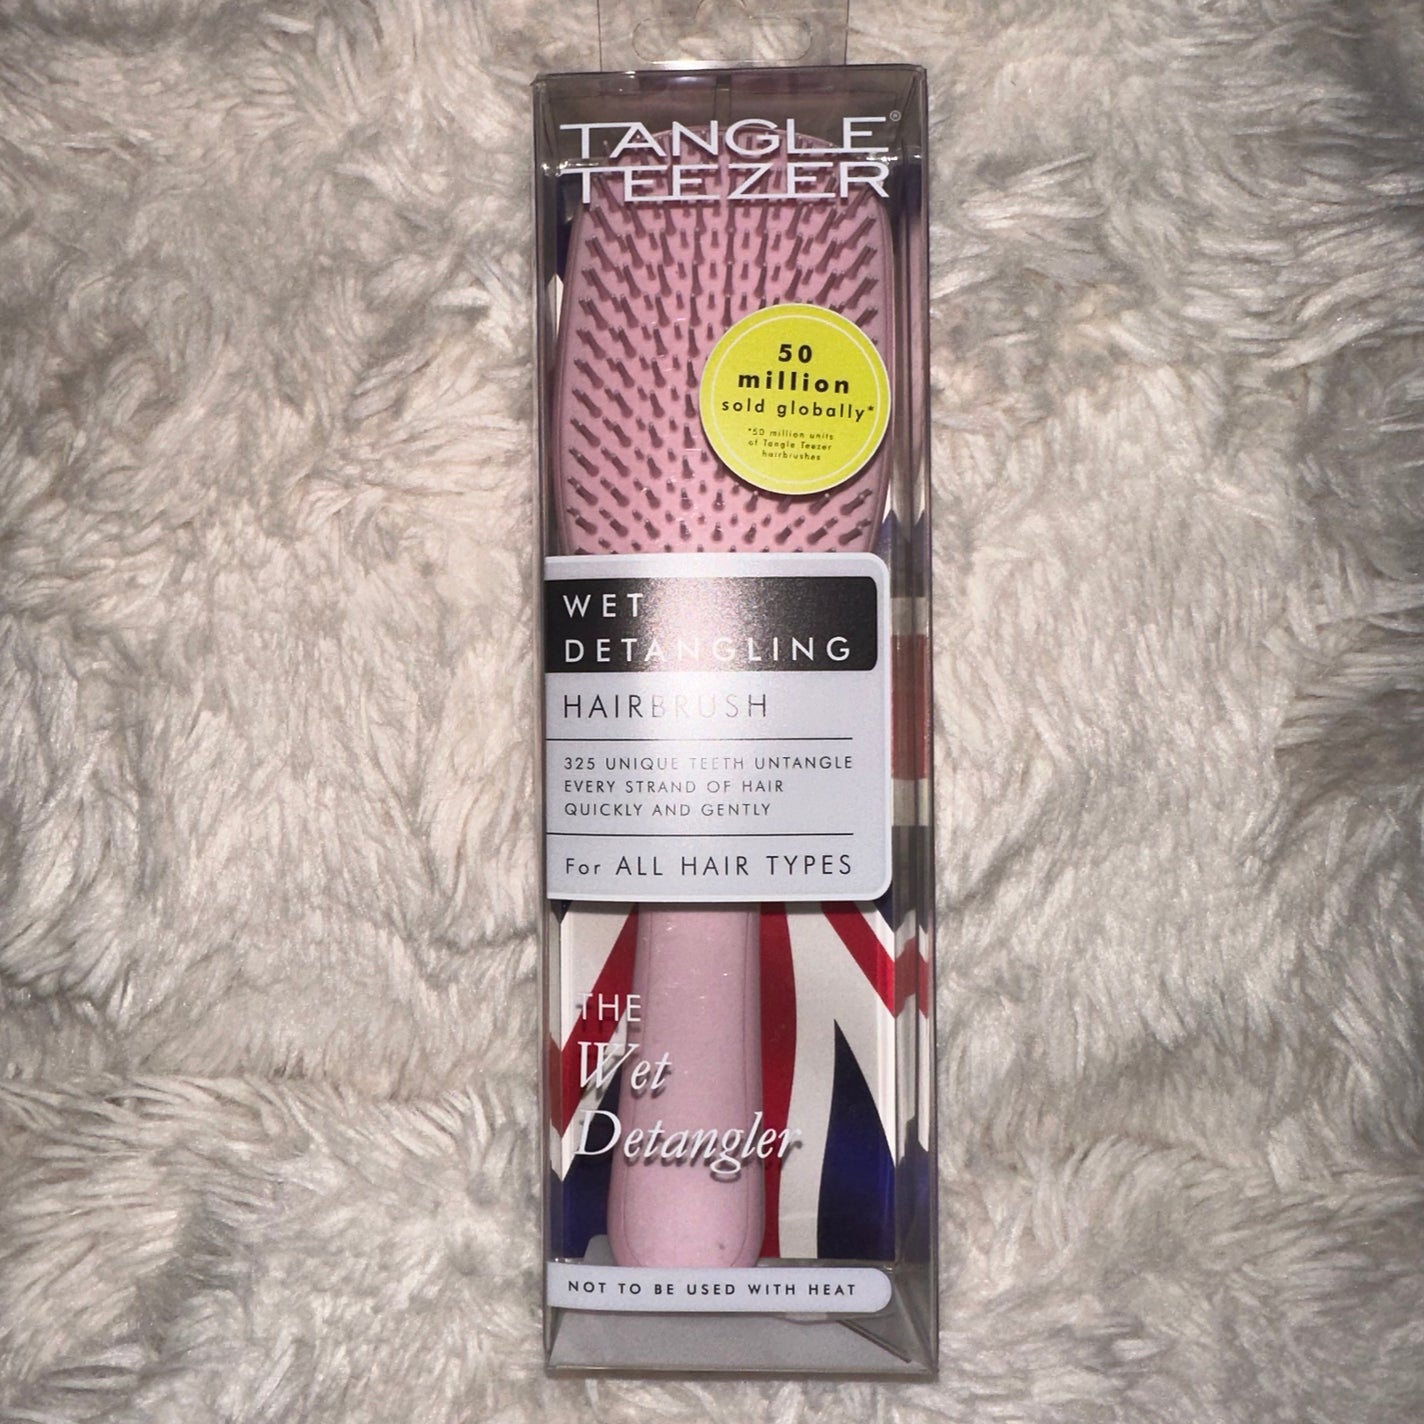 TANGLE®
TEEZER
50
million
sold globally*
*50 million units
of Tangle Teezer
hairbrushes
WET
DETANGLING
HAIRBRUSH
325 UNIQUE TEETH UNTANGLE
EVERY STRAND OF HAIR
QUICKLY AND GENTLY
For ALL HAIR TYPES
THE
Wet
Detangler
NOT TO BE USED WITH HEAT